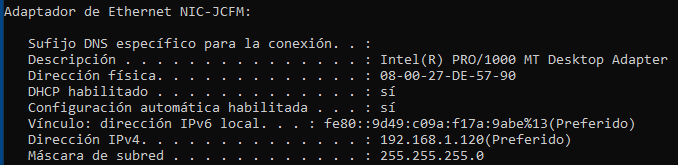 Adaptador de Ethernet NIC-JCFM:
Sufijo DNS específico para la conexión. . :
Descripción . . . . . . . . . . . . . . . : Intel(R) PRO/1000 MT Desktop Adapter
Dirección física. . . . . . . . . . . . . : 08-00-27-DE-57-90
DHCP habilitado . . . . . . . . . . . . . : sí
Configuración automática habilitada . . . : sí
Vínculo: dirección IPv6 local. . . : fe80::9d49:c09a:f17a:9abe%13(Preferido)
Dirección IPv4. . . . . . . . . . . . . . : 192.168.1.120(Preferido)
Máscara de subred . . . . . . . . . . . . : 255.255.255.0